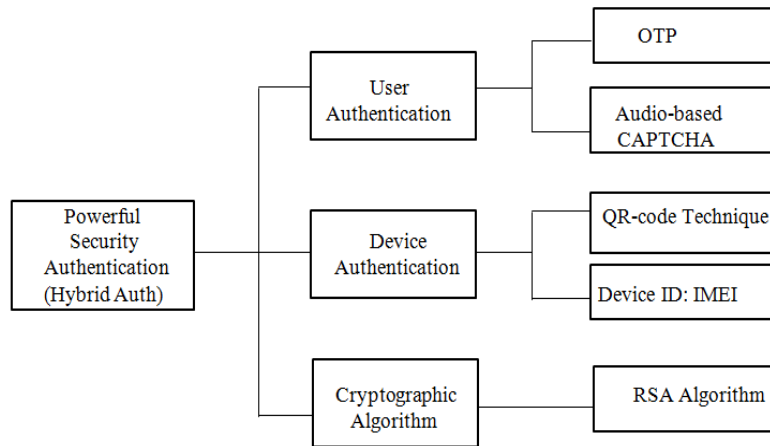 Powerful
Security
Authentication
(Hybrid Auth)
User
Authentication
OTP
Audio-based
CAPTCHA
Device
Authentication
QR-code Technique
Device ID: IMEI
Cryptographic
Algorithm
RSA Algorithm